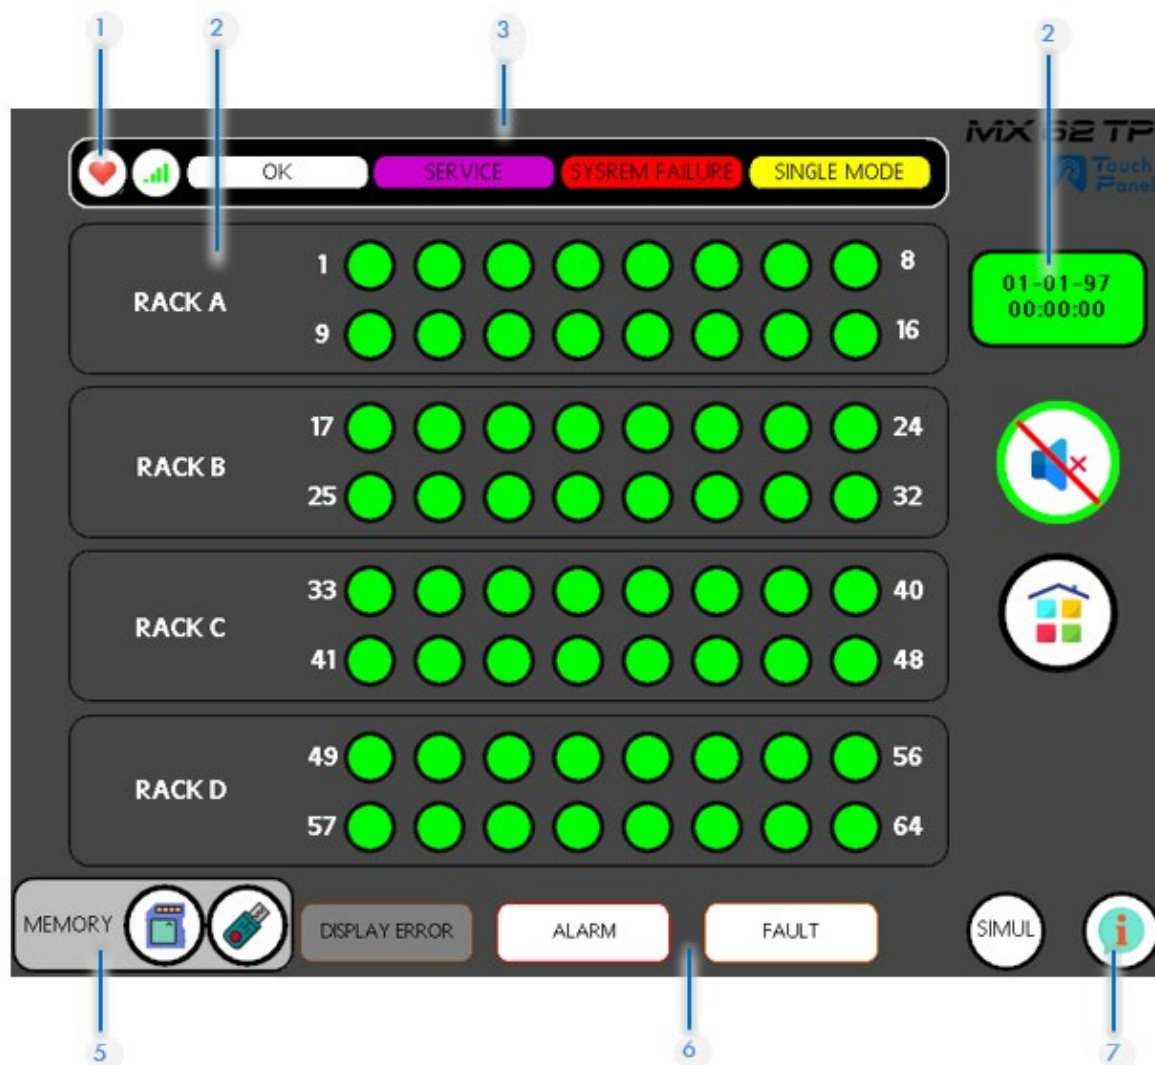 1 2 3 2
MX 62 TP
Touch
Panel
OK SERVICE SYSREM FAILURE SINGLE MODE
RACK A
1 8
9 16
01-01-97
00:00:00
RACK B
17 24
25 32
RACK C
33 40
41 48
RACK D
49 56
57 64
MEMORY DISPLAY ERROR ALARM FAULT SIMUL i
5 6 7